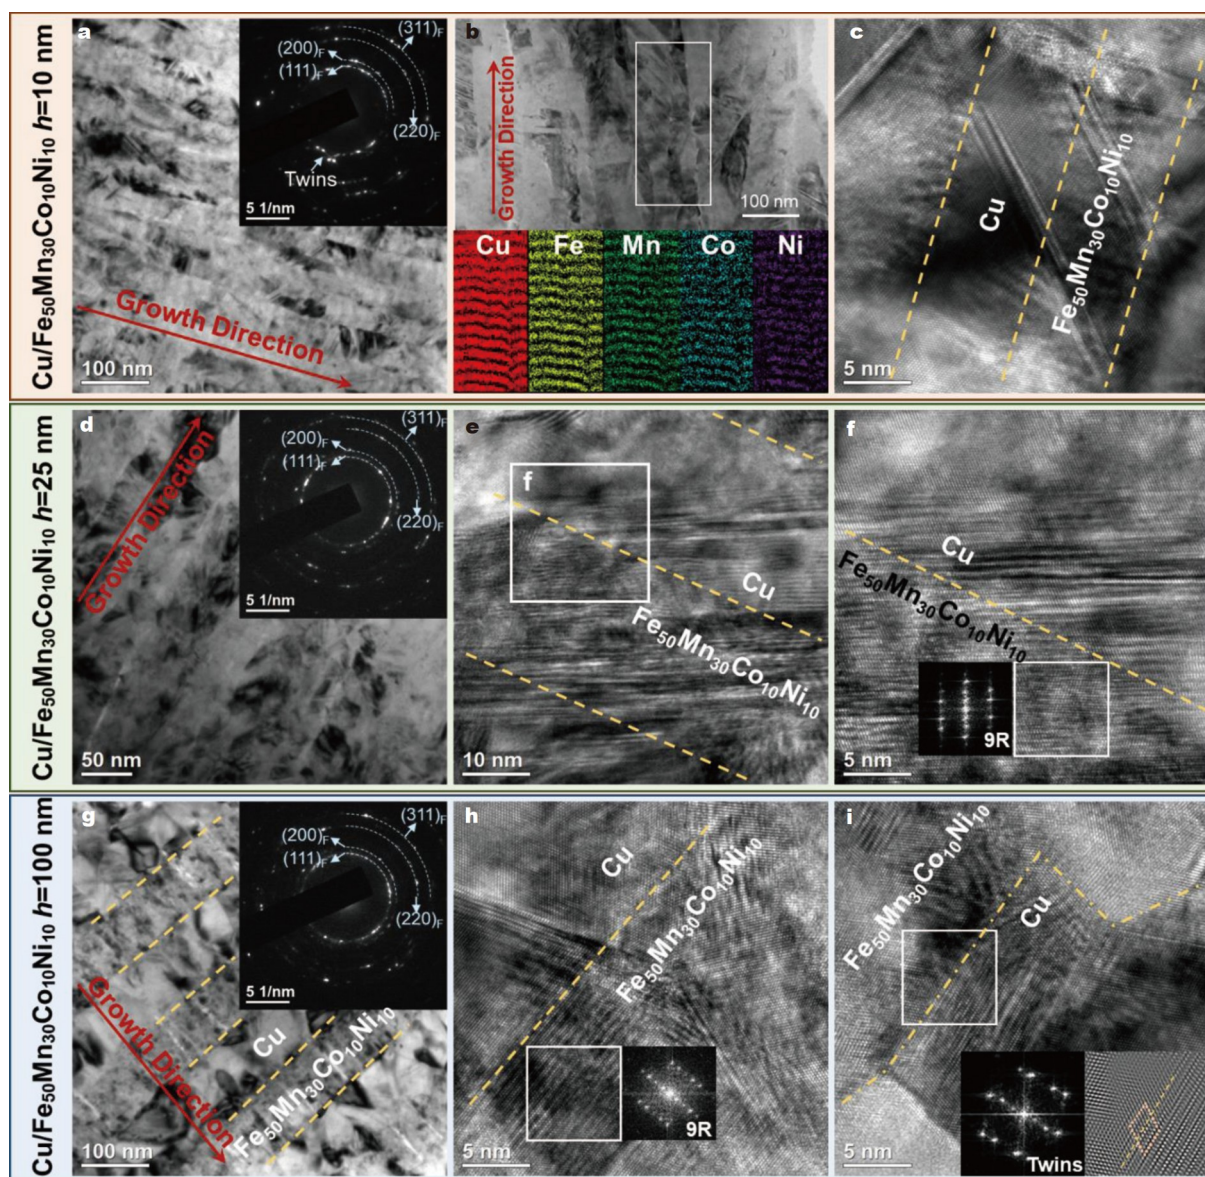 Cu/Fe50Mn30Co10Ni10 h=10 nm
a
(311)F
(200)F
(111)F
(220)F
Twins
5 1/nm
Growth Direction
100 nm
b
Growth Direction
100 nm
Cu Fe Mn Co Ni
c
Cu
Fe50Mn30Co10Ni10
5 nm
Cu/Fe50Mn30Co10Ni10 h=25 nm
d
(311)F
(200)F
(111)F
(220)F
5 1/nm
Growth Direction
50 nm
e
f
Cu
Fe50Mn30Co10Ni10
10 nm
f
Cu
Fe50Mn30Co10Ni10
9R
5 nm
Cu/Fe50Mn30Co10Ni10 h=100 nm
g
(311)F
(200)F
(111)F
(220)F
5 1/nm
Growth Direction
Cu
Fe50Mn30Co10Ni10
100 nm
h
Cu
Fe50Mn30Co10Ni10
9R
5 nm
i
Fe50Mn30Co10Ni10
Cu
Twins
5 nm